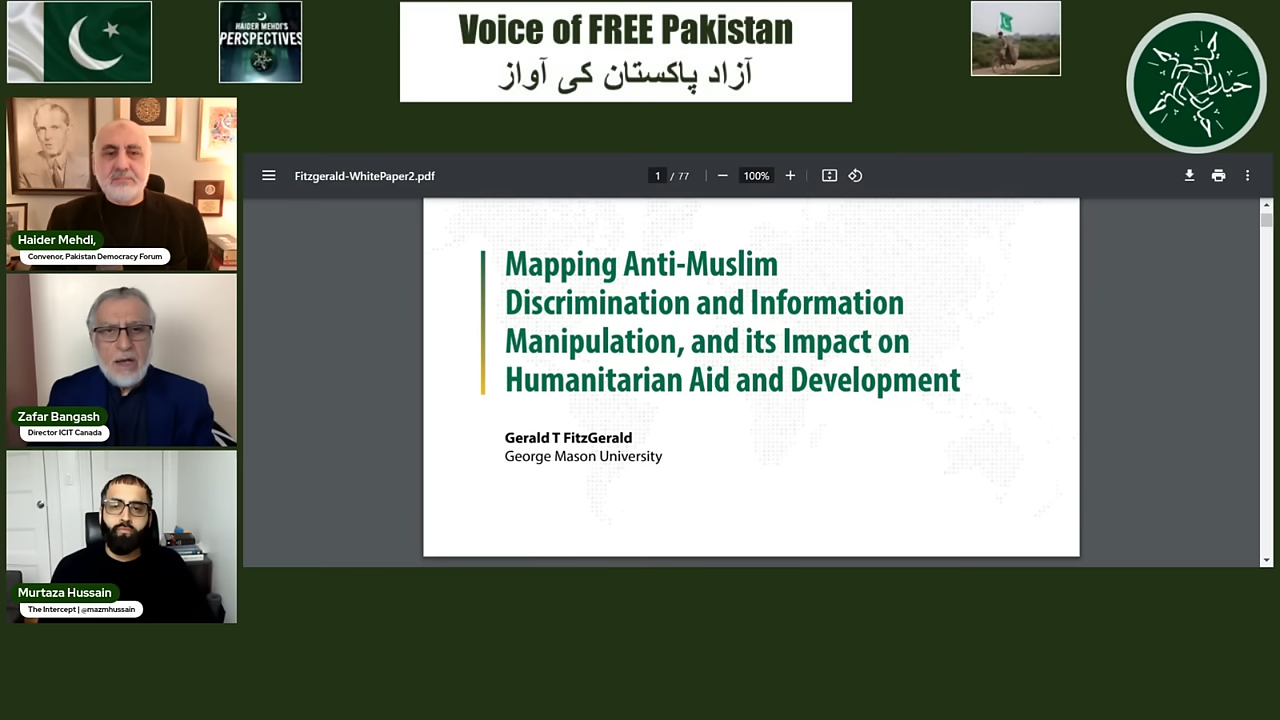 HAIDER MEHDI'S
PERSPECTIVES
Voice of FREE Pakistan
آزاد پاکستان کی آواز
حیدر
Haider Mehdi,
Convenor, Pakistan Democracy Forum
Zafar Bangash
Director ICIT Canada
Murtaza Hussain
The Intercept | @mazmhussain
Fitzgerald-WhitePaper2.pdf
1 / 77
100%
Mapping Anti-Muslim
Discrimination and Information
Manipulation, and its Impact on
Humanitarian Aid and Development
Gerald T FitzGerald
George Mason University